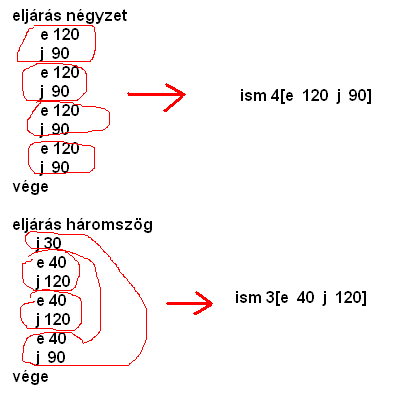 eljárás négyzet
e 120
j 90
e 120
j 90
e 120
j 90
e 120
j 90
vége
ism 4[e 120 j 90]
eljárás háromszög
j 30
e 40
j 120
e 40
j 120
e 40
j 90
vége
ism 3[e 40 j 120]